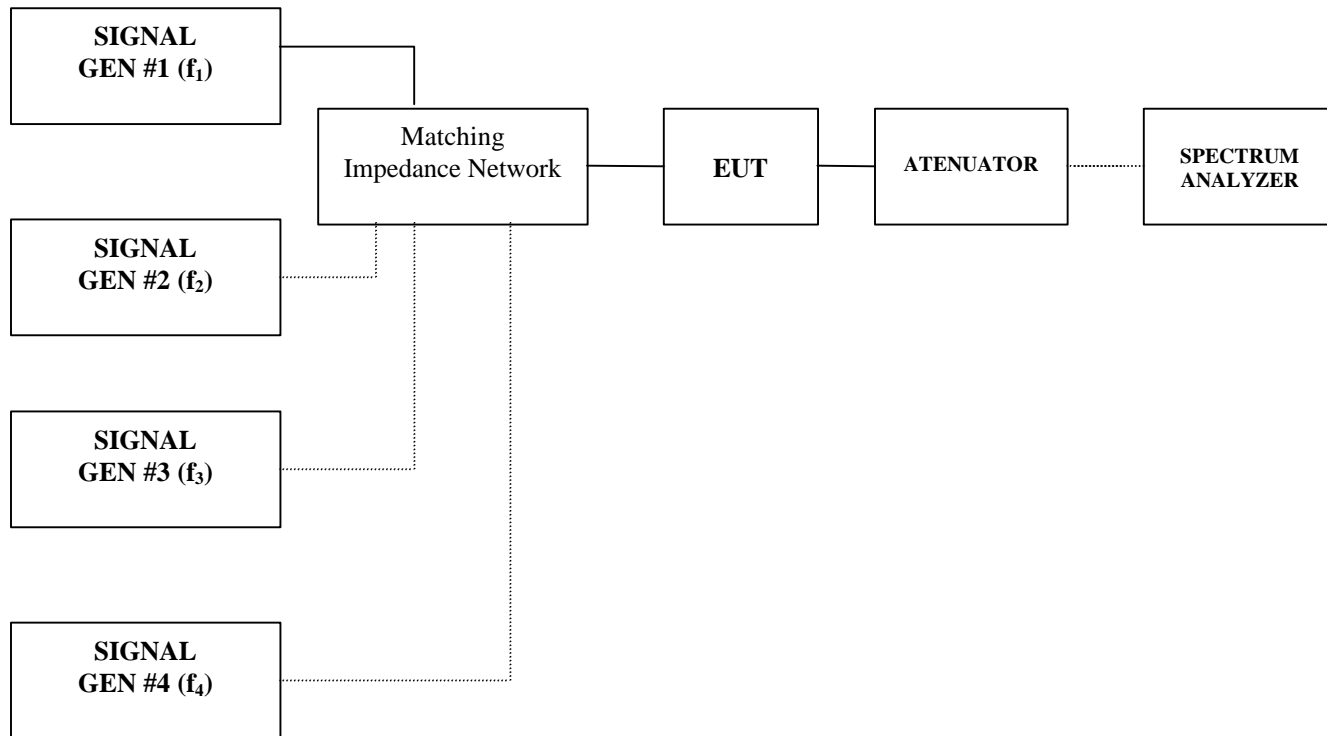 SIGNAL
GEN #1 (f₁)
Matching
Impedance Network
EUT
ATENUATOR
SPECTRUM
ANALYZER
SIGNAL
GEN #2 (f₂)
SIGNAL
GEN #3 (f₃)
SIGNAL
GEN #4 (f₄)